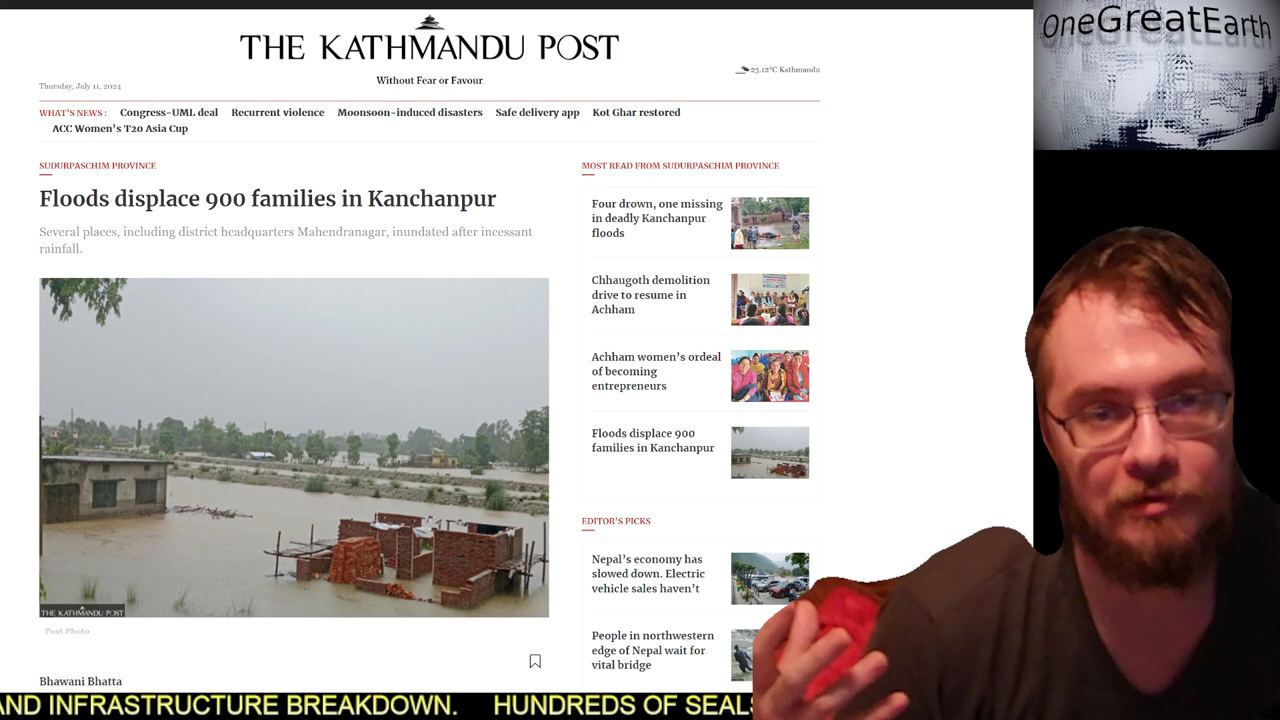 THE KATHMANDU POST
Without Fear or Favour
Thursday, July 11, 2024
23.12°C Kathmandu
WHAT'S NEWS : Congress-UML deal Recurrent violence Moonsoon-induced disasters Safe delivery app Kot Ghar restored
ACC Women's T20 Asia Cup
SUDURPASCHIM PROVINCE
Floods displace 900 families in Kanchanpur
Several places, including district headquarters Mahendranagar, inundated after incessant
rainfall.
THE KATHMANDU POST
Post Photo
Bhawani Bhatta
MOST READ FROM SUDURPASCHIM PROVINCE
Four drown, one missing
in deadly Kanchanpur
floods
Chhaugoth demolition
drive to resume in
Achham
Achham women's ordeal
of becoming
entrepreneurs
Floods displace 900
families in Kanchanpur
EDITOR'S PICKS
Nepal's economy has
slowed down. Electric
vehicle sales haven't
People in northwestern
edge of Nepal wait for
vital bridge
OneGreatEarth
AND INFRASTRUCTURE BREAKDOWN. HUNDREDS OF SEALS